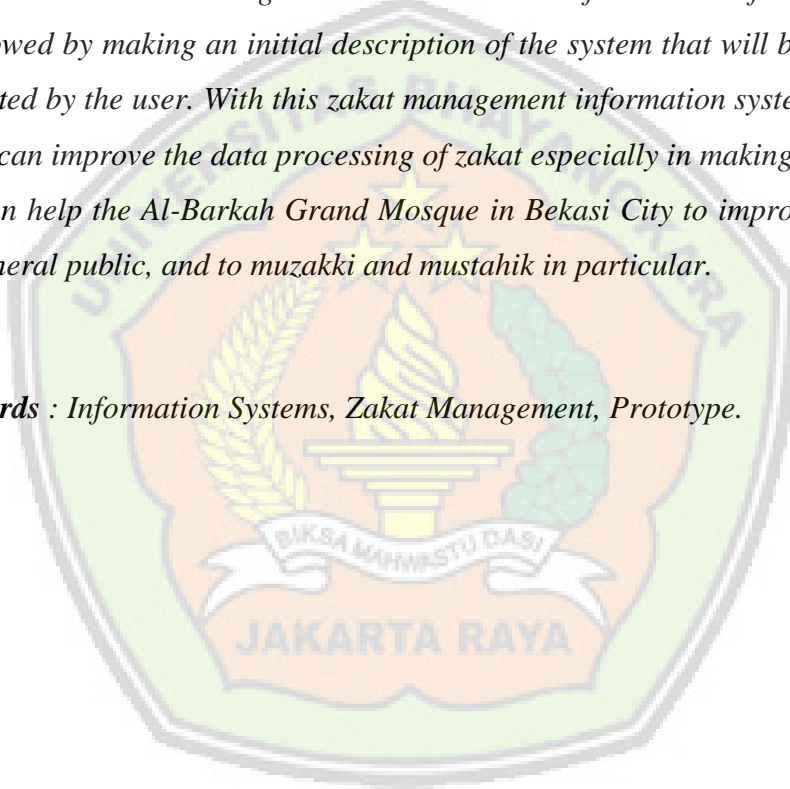 owed by making an initial description of the system that will b
ted by the user. With this zakat management information syste
can improve the data processing of zakat especially in making
n help the Al-Barkah Grand Mosque in Bekasi City to impro
neral public, and to muzakki and mustahik in particular.
rds : Information Systems, Zakat Management, Prototype.
UNIVERSITAS BHAYANGKARA
BIKSA MAHWASTU DASI
JAKARTA RAYA